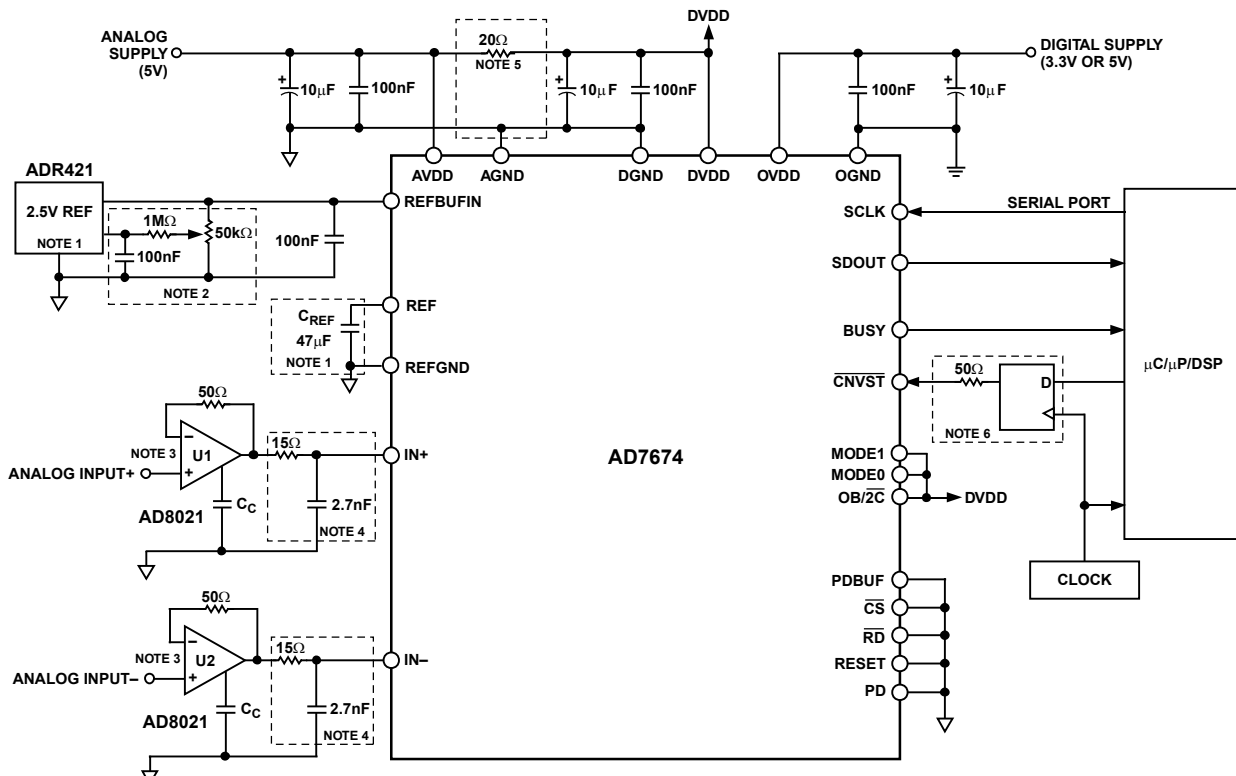 ANALOG
SUPPLY
(5V)
20Ω
NOTE 5
DVDD
DIGITAL SUPPLY
(3.3V OR 5V)
+
10μF
100nF
+
10μF
100nF
100nF
+
10μF
AVDD
AGND
DGND
DVDD
OVDD
OGND
ADR421
2.5V REF
NOTE 1
1MΩ
50kΩ
100nF
100nF
NOTE 2
REFBUFIN
CREF
47μF
NOTE 1
REF
REFGND
50Ω
−
+
U1
NOTE 3
ANALOG INPUT+
AD8021
CC
15Ω
2.7nF
NOTE 4
IN+
50Ω
−
+
U2
NOTE 3
ANALOG INPUT−
AD8021
CC
15Ω
2.7nF
NOTE 4
IN−
AD7674
SCLK
SERIAL PORT
SDOUT
BUSY
CNVST
50Ω
D
NOTE 6
μC/μP/DSP
MODE1
MODE0
OB/2C
DVDD
CLOCK
PDBUF
CS
RD
RESET
PD